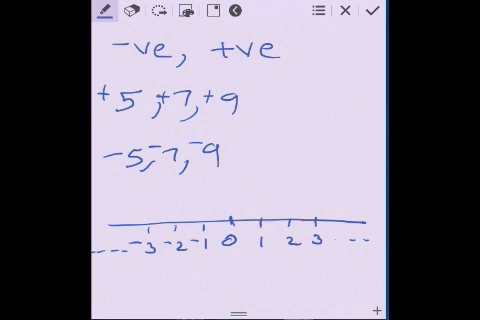 -ve, +ve
+5, +7, +9
-5, -7, -9
---- -3 -2 -1 0 1 2 3 ---